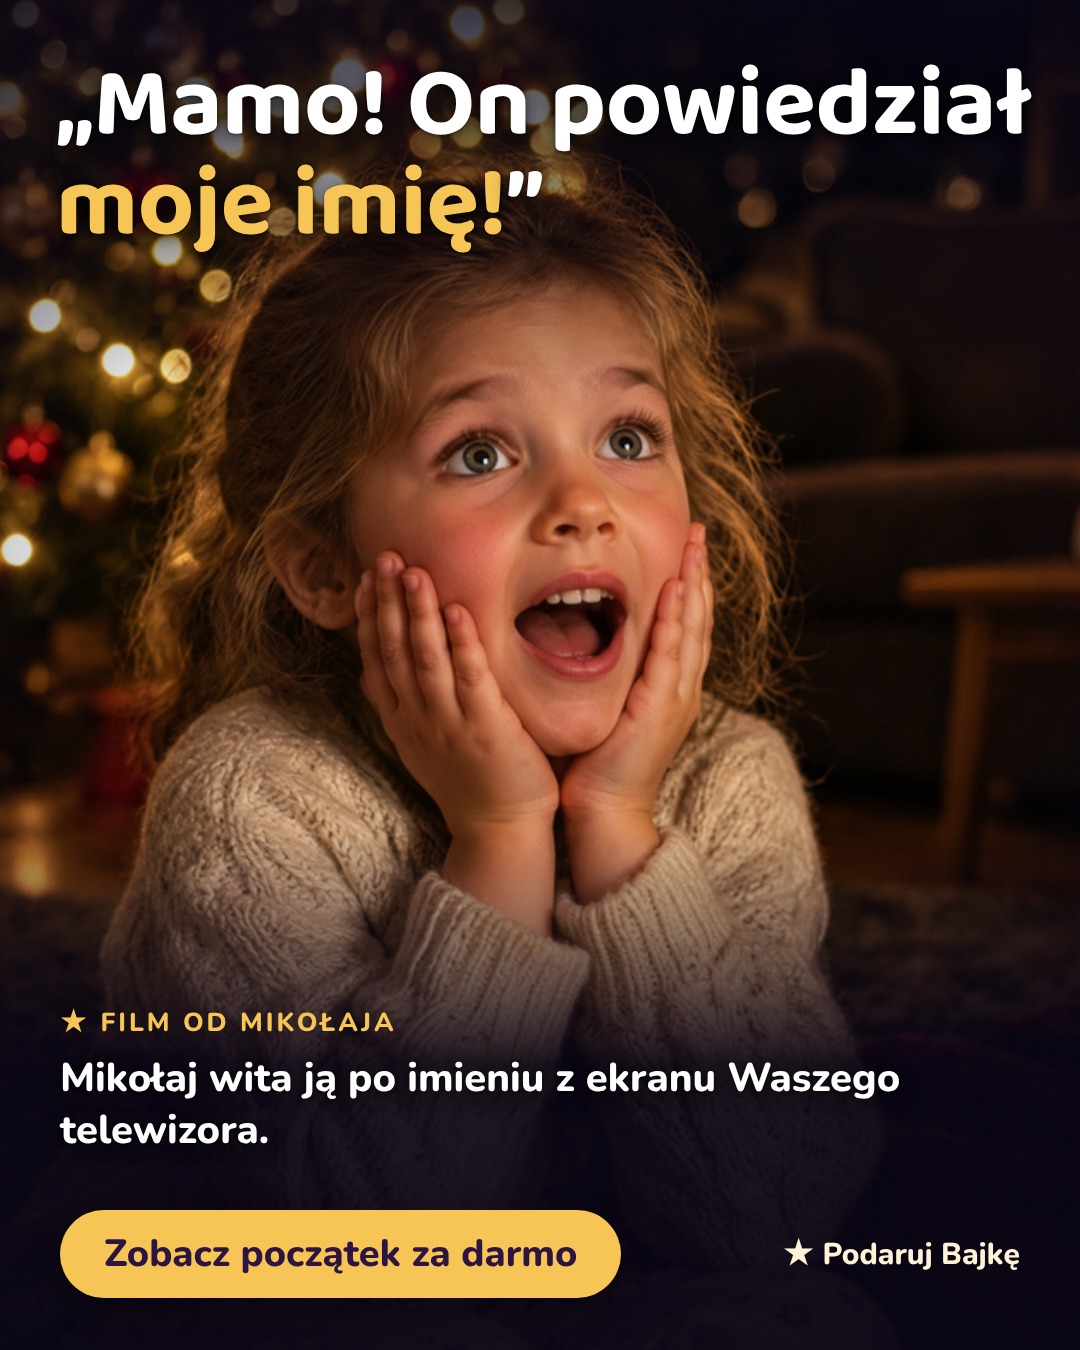 „Mamo! On powiedział
moje imię!”
★ FILM OD MIKOŁAJA
Mikołaj wita ją po imieniu z ekranu Waszego
telewizora.
Zobacz początek za darmo
★ Podaruj Bajkę